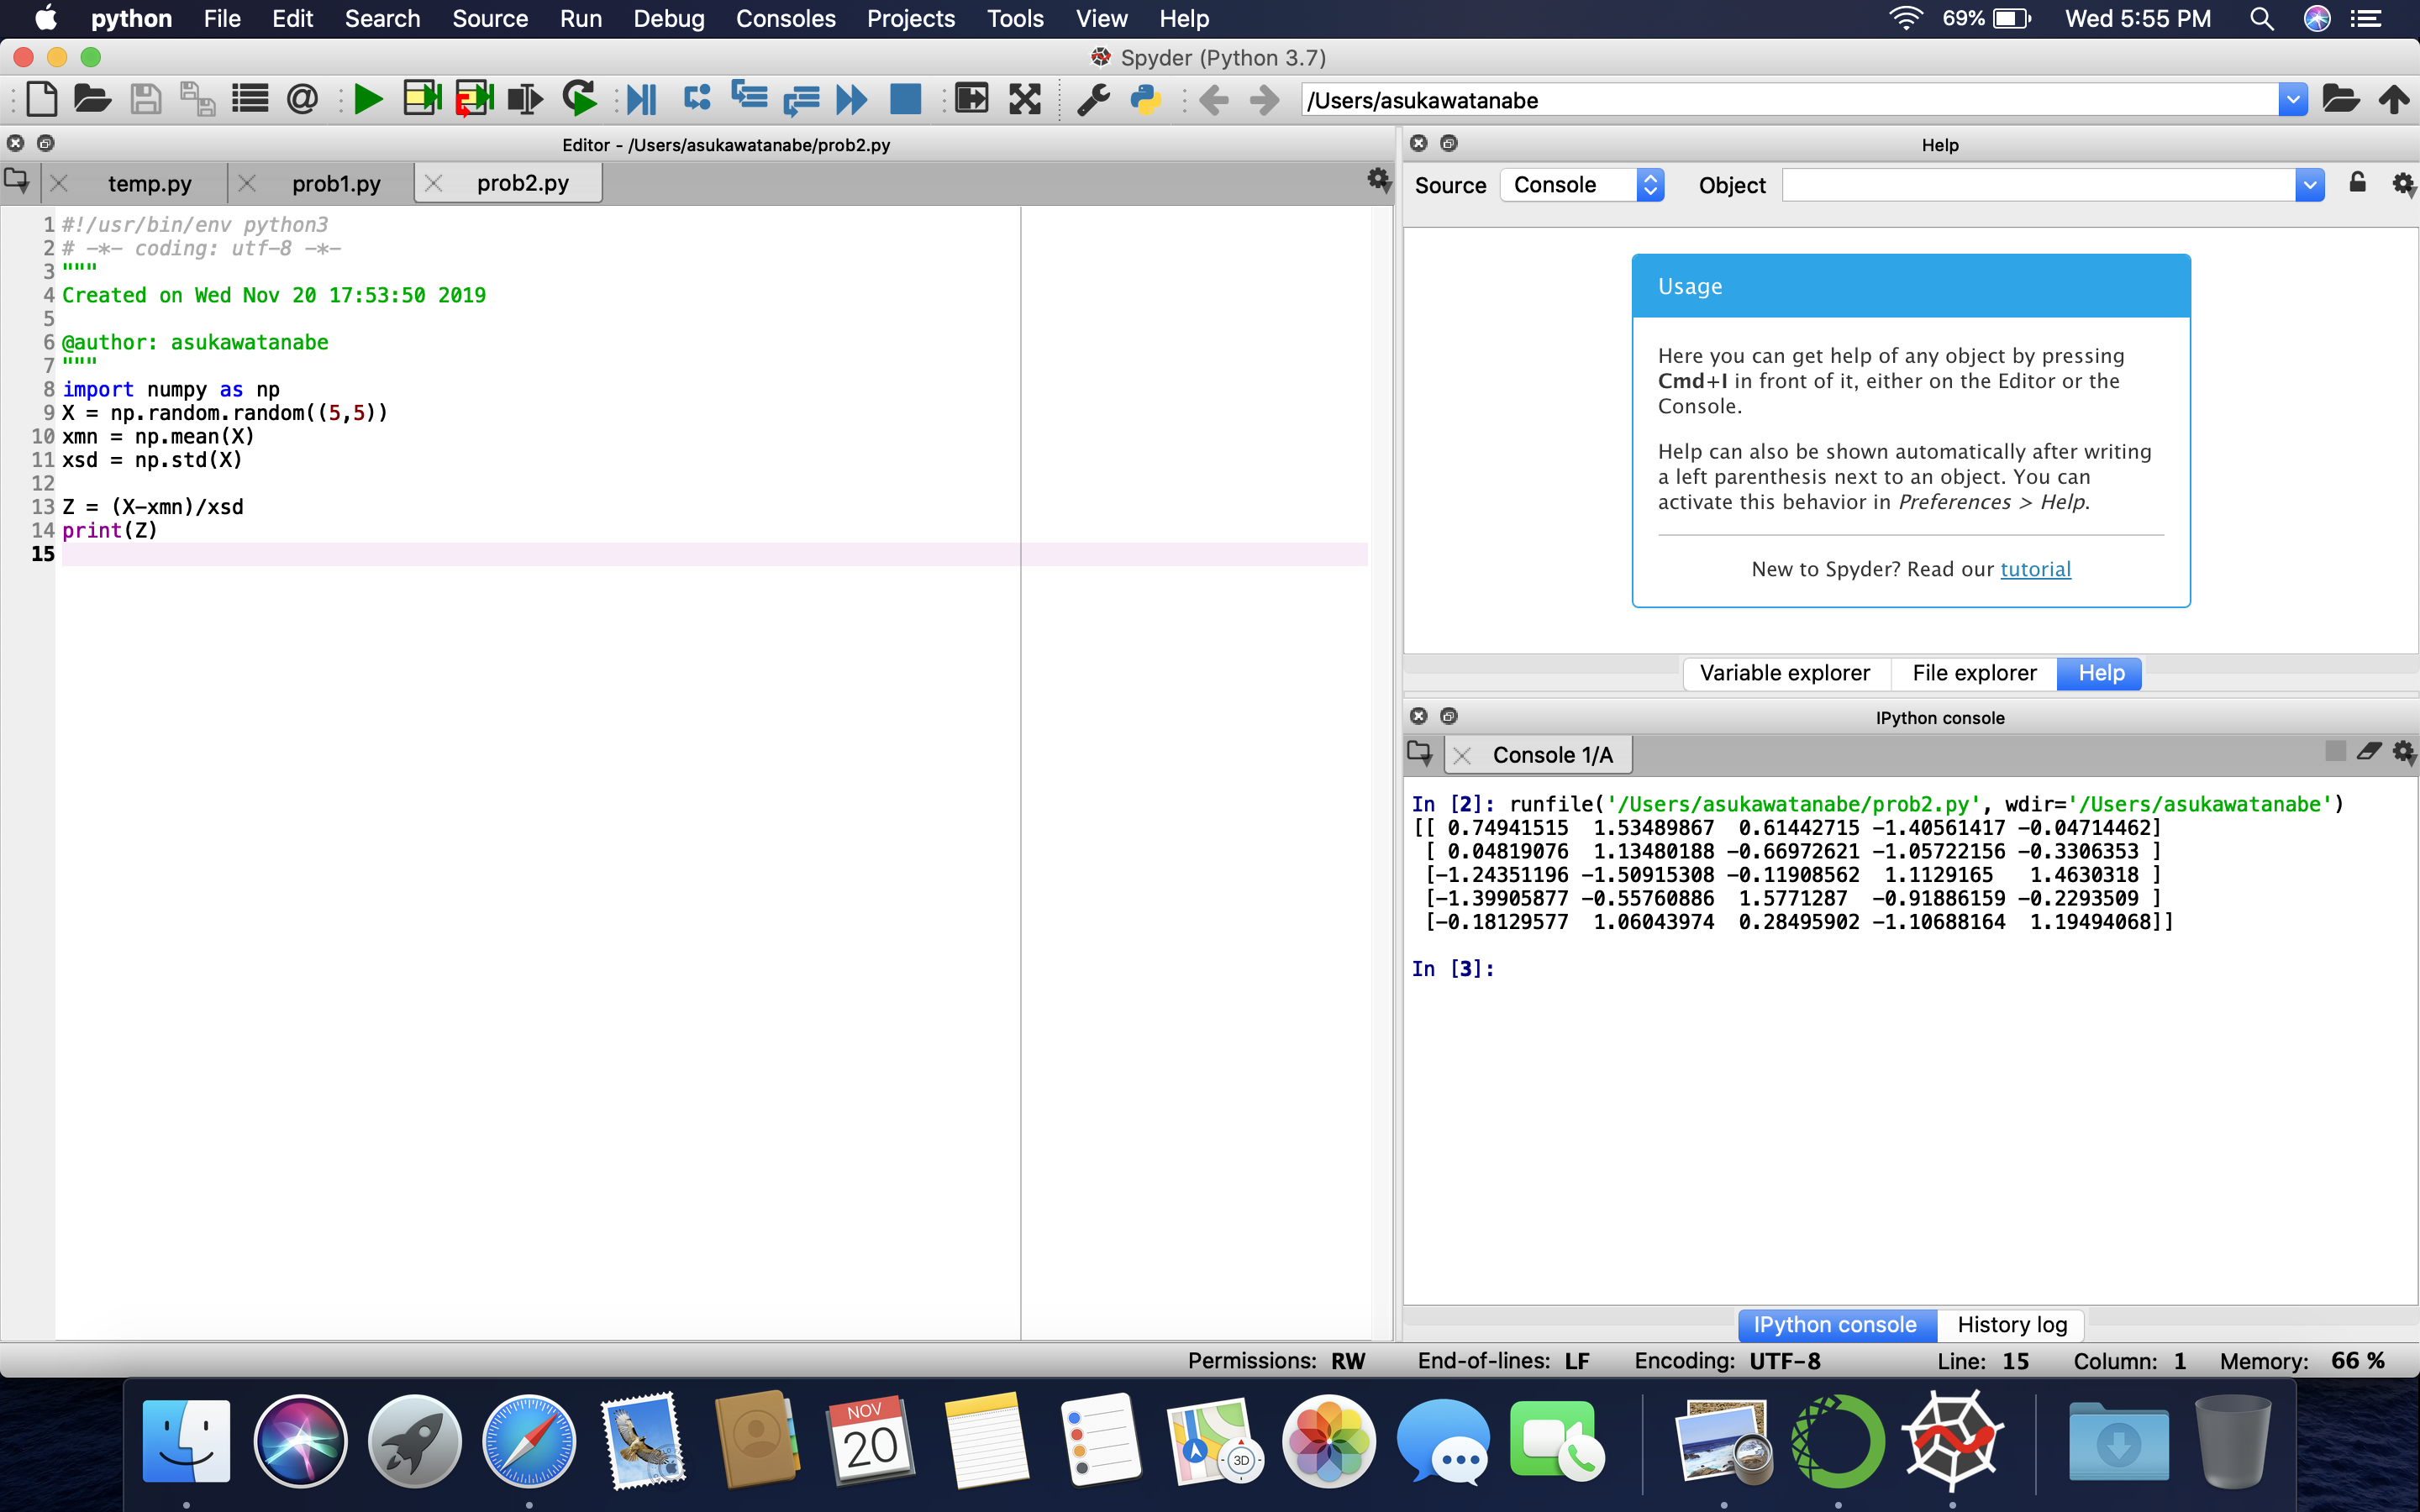 python File Edit Search Source Run Debug Consoles Projects Tools View Help 69% Wed 5:55 PM
Spyder (Python 3.7)
/Users/asukawatanabe
Editor - /Users/asukawatanabe/prob2.py
temp.py prob1.py prob2.py
1 #!/usr/bin/env python3
2 # -*- coding: utf-8 -*-
3 """
4 Created on Wed Nov 20 17:53:50 2019
5
6 @author: asukawatanabe
7 """
8 import numpy as np
9 X = np.random.random((5,5))
10 xmn = np.mean(X)
11 xsd = np.std(X)
12
13 Z = (X-xmn)/xsd
14 print(Z)
15
Help
Source Console Object
Usage
Here you can get help of any object by pressing
Cmd+I in front of it, either on the Editor or the
Console.
Help can also be shown automatically after writing
a left parenthesis next to an object. You can
activate this behavior in Preferences > Help.
New to Spyder? Read our tutorial
Variable explorer File explorer Help
IPython console
Console 1/A
In [2]: runfile('/Users/asukawatanabe/prob2.py', wdir='/Users/asukawatanabe')
[[ 0.74941515  1.53489867  0.61442715 -1.40561417 -0.04714462]
 [ 0.04819076  1.13480188 -0.66972621 -1.05722156 -0.3306353 ]
 [-1.24351196 -1.50915308 -0.11908562  1.1129165   1.4630318 ]
 [-1.39905877 -0.55760886  1.5771287  -0.91886159 -0.2293509 ]
 [-0.18129577  1.06043974  0.28495902 -1.10688164  1.19494068]]
In [3]:
IPython console History log
Permissions: RW End-of-lines: LF Encoding: UTF-8 Line: 15 Column: 1 Memory: 66 %
NOV
20
3D